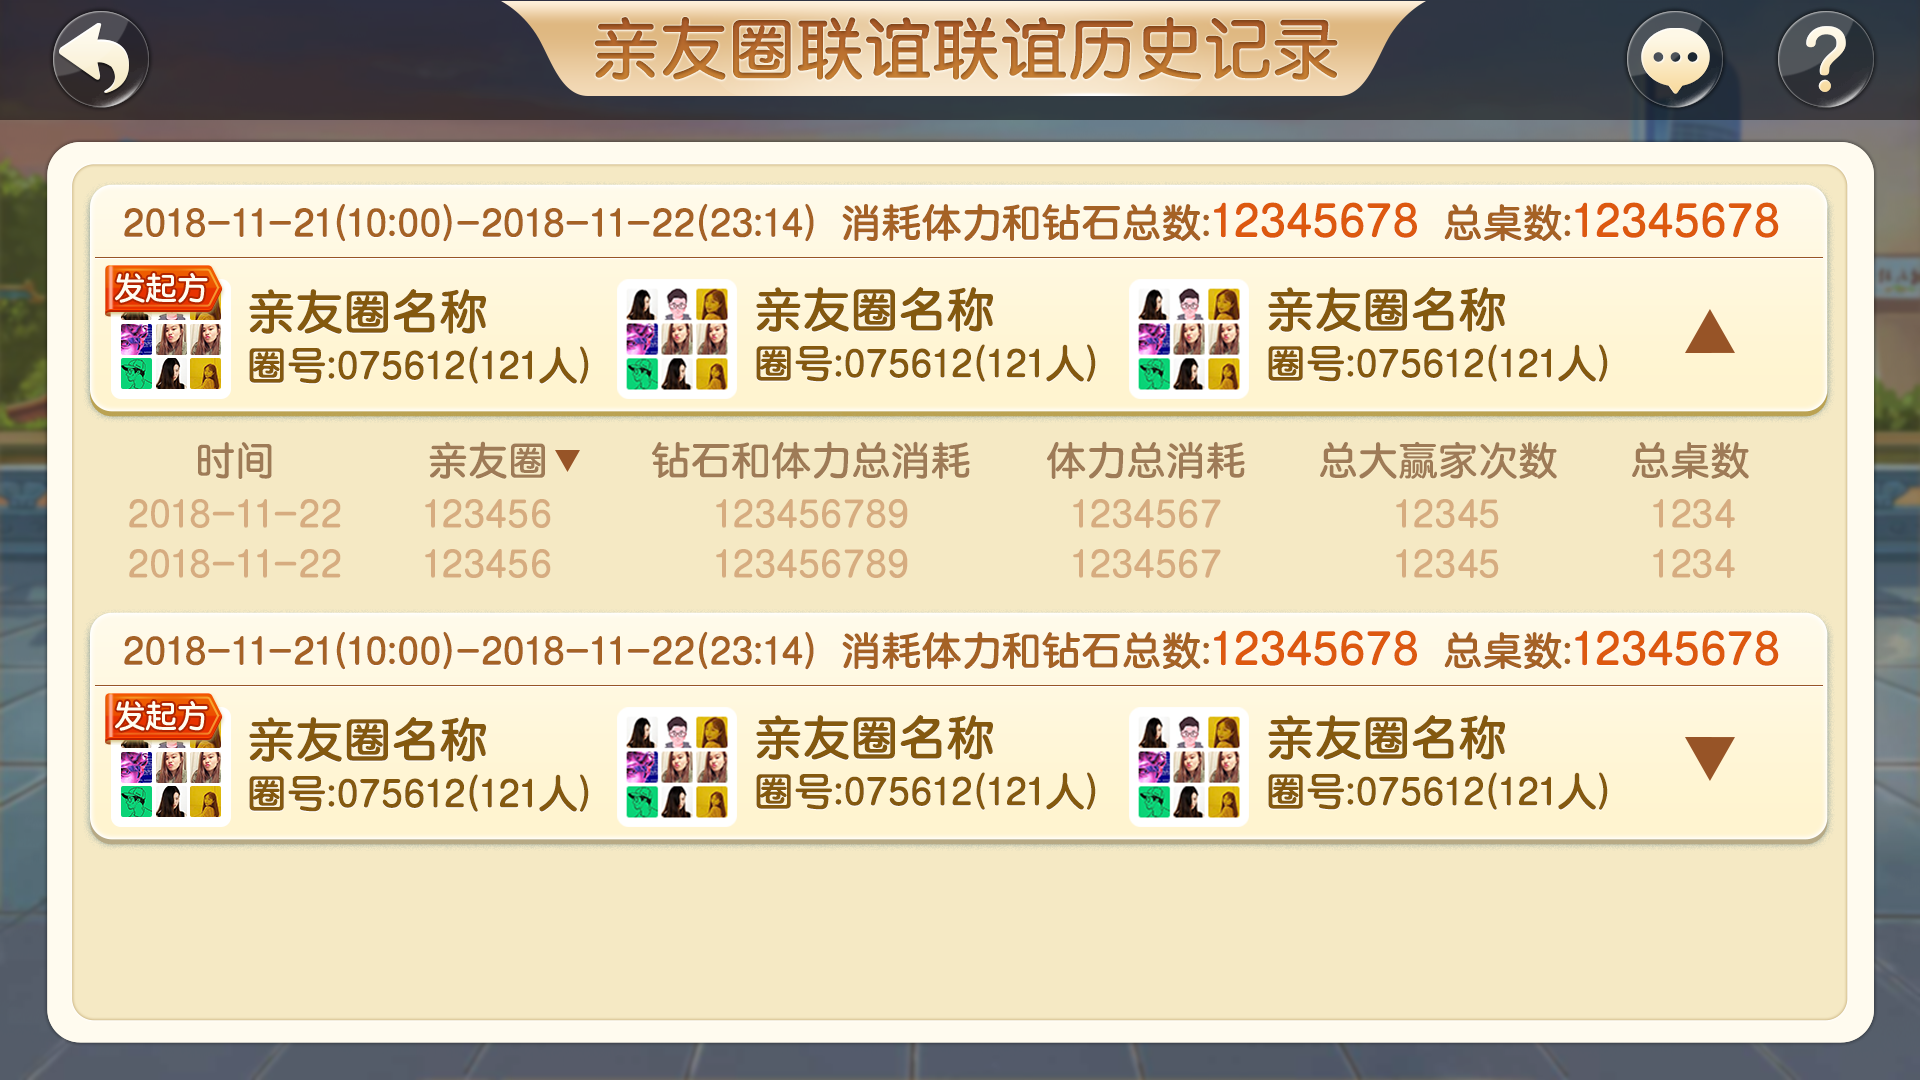 亲友圈联谊联谊历史记录
2018-11-21(10:00)-2018-11-22(23:14) 消耗体力和钻石总数:12345678 总桌数:12345678
发起方
亲友圈名称 亲友圈名称 亲友圈名称
圈号:075612(121人) 圈号:075612(121人) 圈号:075612(121人)
时间 亲友圈 钻石和体力总消耗 体力总消耗 总大赢家次数 总桌数
2018-11-22 123456 123456789 1234567 12345 1234
2018-11-22 123456 123456789 1234567 12345 1234
2018-11-21(10:00)-2018-11-22(23:14) 消耗体力和钻石总数:12345678 总桌数:12345678
发起方
亲友圈名称 亲友圈名称 亲友圈名称
圈号:075612(121人) 圈号:075612(121人) 圈号:075612(121人)